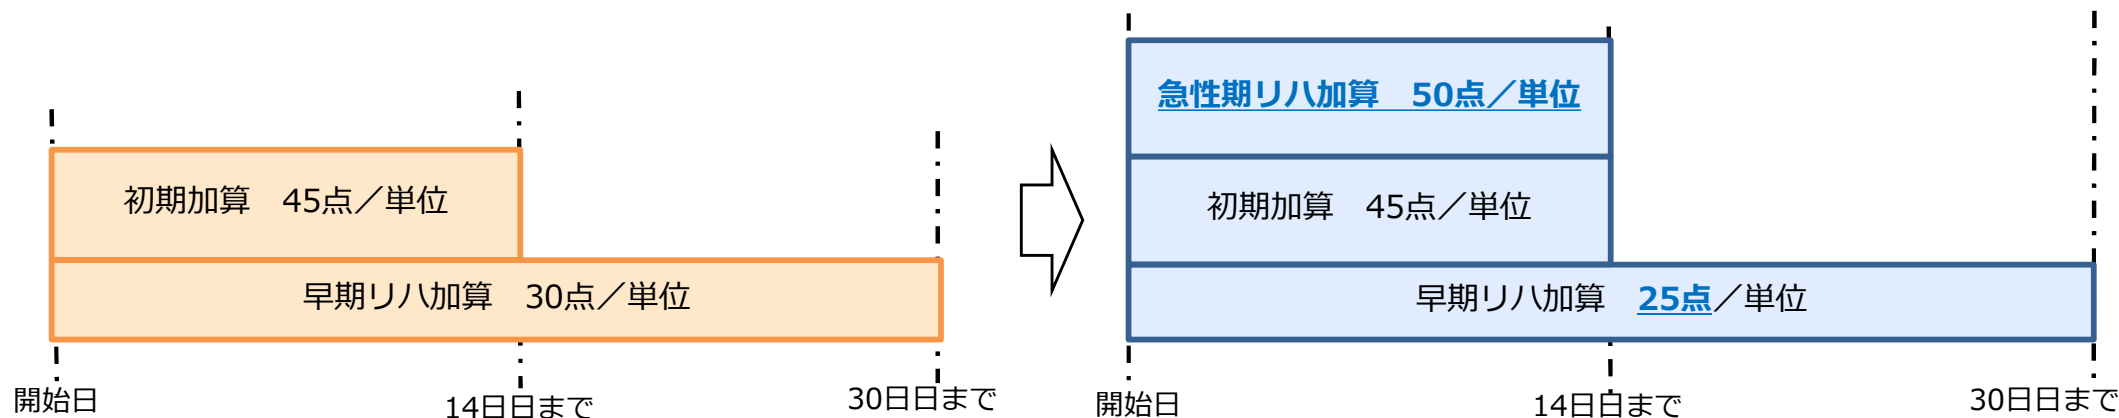 初期加算　45点／単位
早期リハ加算　30点／単位
開始日
14日日まで
30日日まで
急性期リハ加算　50点／単位
初期加算　45点／単位
早期リハ加算　25点／単位
開始日
14日日まで
30日日まで